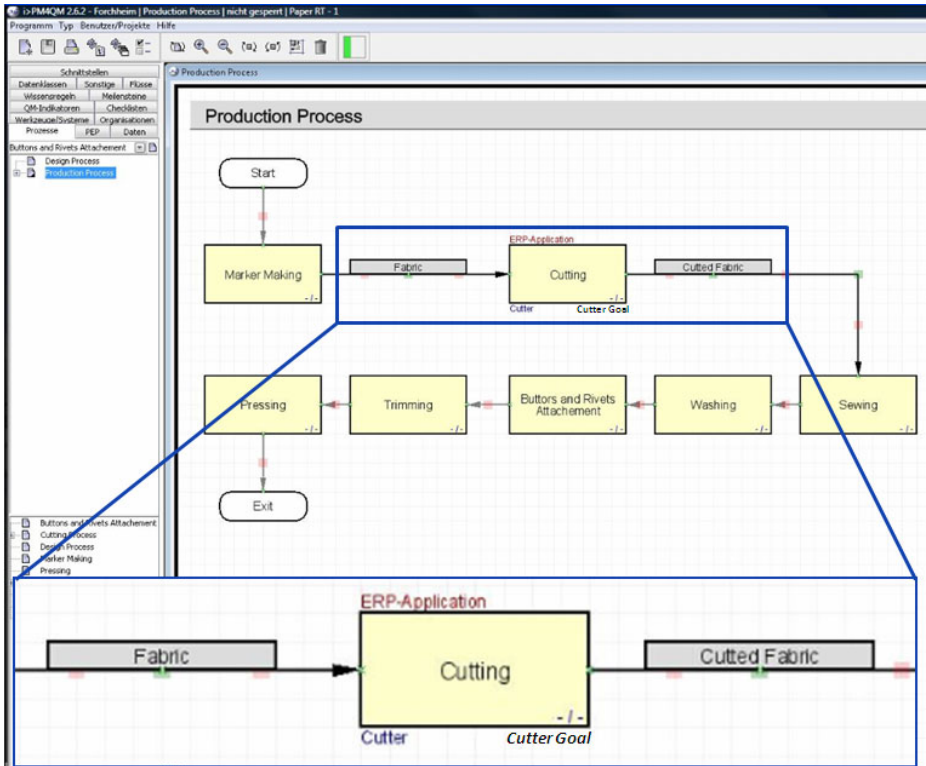 i>PM4QM 2.6.2 - Forchheim | Production Process | nicht gesperrt | Paper RT - 1
Programm Typ Benutzer/Projekte Hilfe
Schnittstellen
Datenklassen Sonstige Flüsse
Wissensregeln Meilensteine
QM-Indikatoren Checklisten
Werkzeuge/Systeme Organisationen
Prozesse PEP Daten
Buttons and Rivets Attachement
Design Process
Production Process
Production Process
Production Process
Start
Marker Making
-/-
Fabric
ERP-Application
Cutting
-/-
Cutter Cutter Goal
Cutted Fabric
Pressing
-/-
Trimming
-/-
Buttors and Rivets
Attachement
-/-
Washing
-/-
Sewing
-/-
Exit
Buttons and Rivets Attachement
Cutting Process
Design Process
Marker Making
Pressing
ERP-Application
Fabric
Cutting
-/-
Cutted Fabric
Cutter Cutter Goal